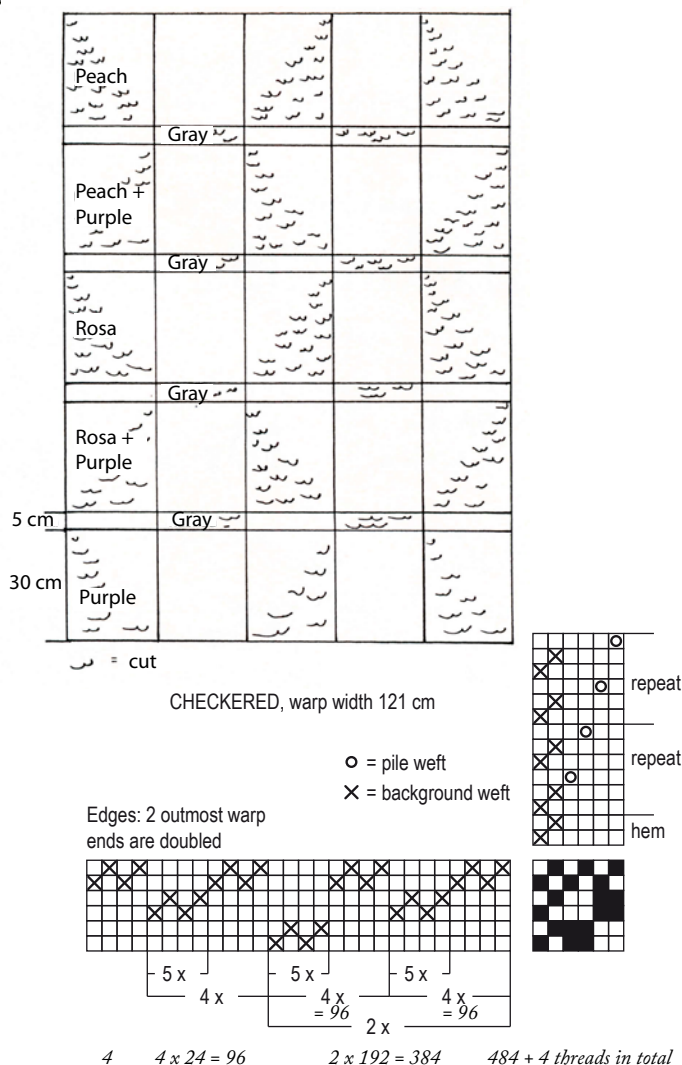 Peach
Gray
Peach +
Purple
Gray
Rosa
Gray
Rosa +
Purple
5 cm
Gray
30 cm
Purple
= cut
CHECKERED, warp width 121 cm
repeat
repeat
hem
O = pile weft
X = background weft
Edges: 2 outmost warp
ends are doubled
5 x
5 x
5 x
4 x
4 x
4 x
= 96
= 96
2 x
4
4 x 24 = 96
2 x 192 = 384
484 + 4 threads in total